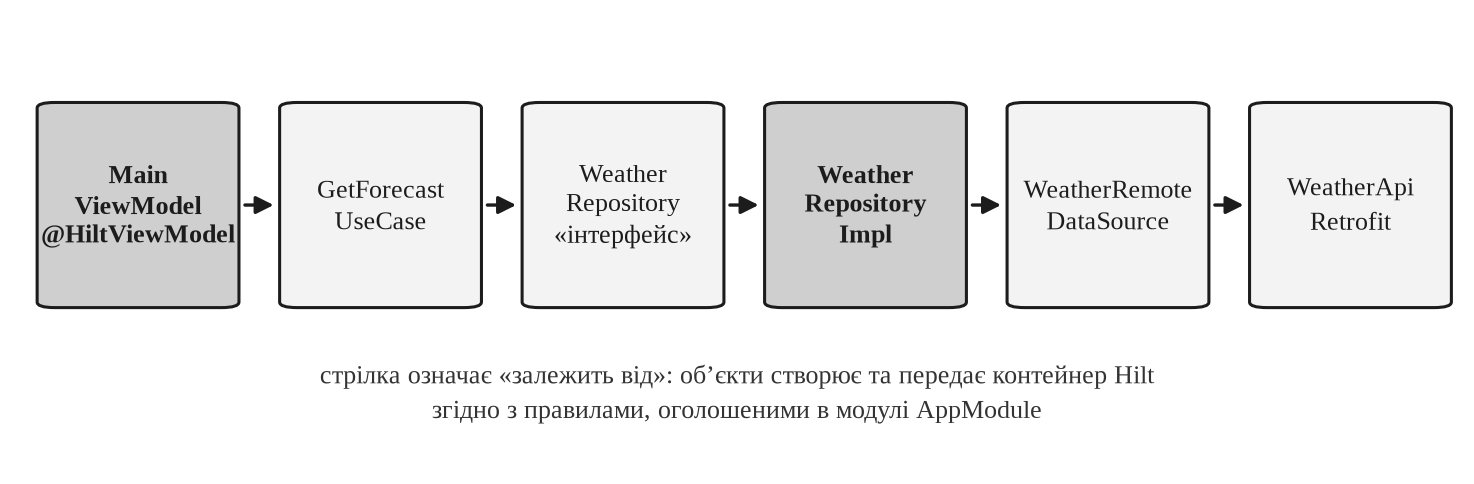 Main
ViewModel
@HiltViewModel
GetForecast
UseCase
Weather
Repository
«інтерфейс»
Weather
Repository
Impl
WeatherRemote
DataSource
WeatherApi
Retrofit
стрілка означає «залежить від»: об’єкти створює та передає контейнер Hilt
згідно з правилами, оголошеними в модулі AppModule